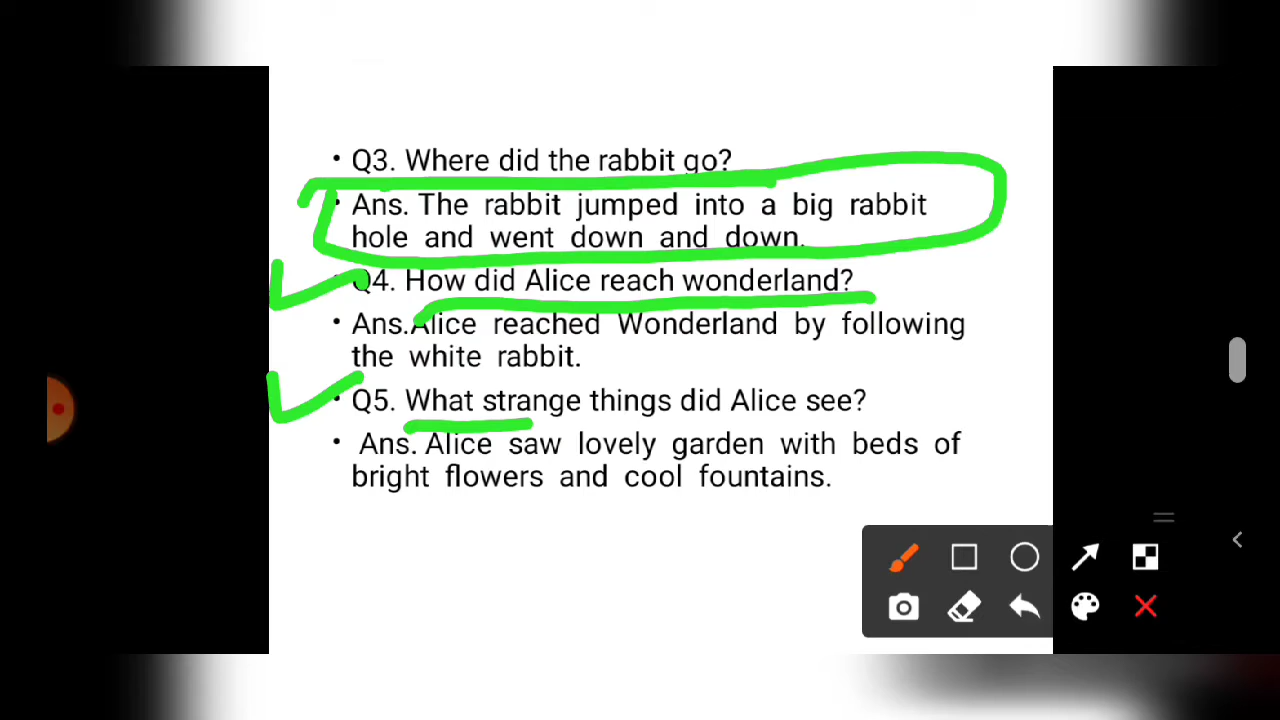 • Q3. Where did the rabbit go?
• Ans. The rabbit jumped into a big rabbit
hole and went down and down.
• Q4. How did Alice reach wonderland?
• Ans.Alice reached Wonderland by following
the white rabbit.
• Q5. What strange things did Alice see?
• Ans. Alice saw lovely garden with beds of
bright flowers and cool fountains.